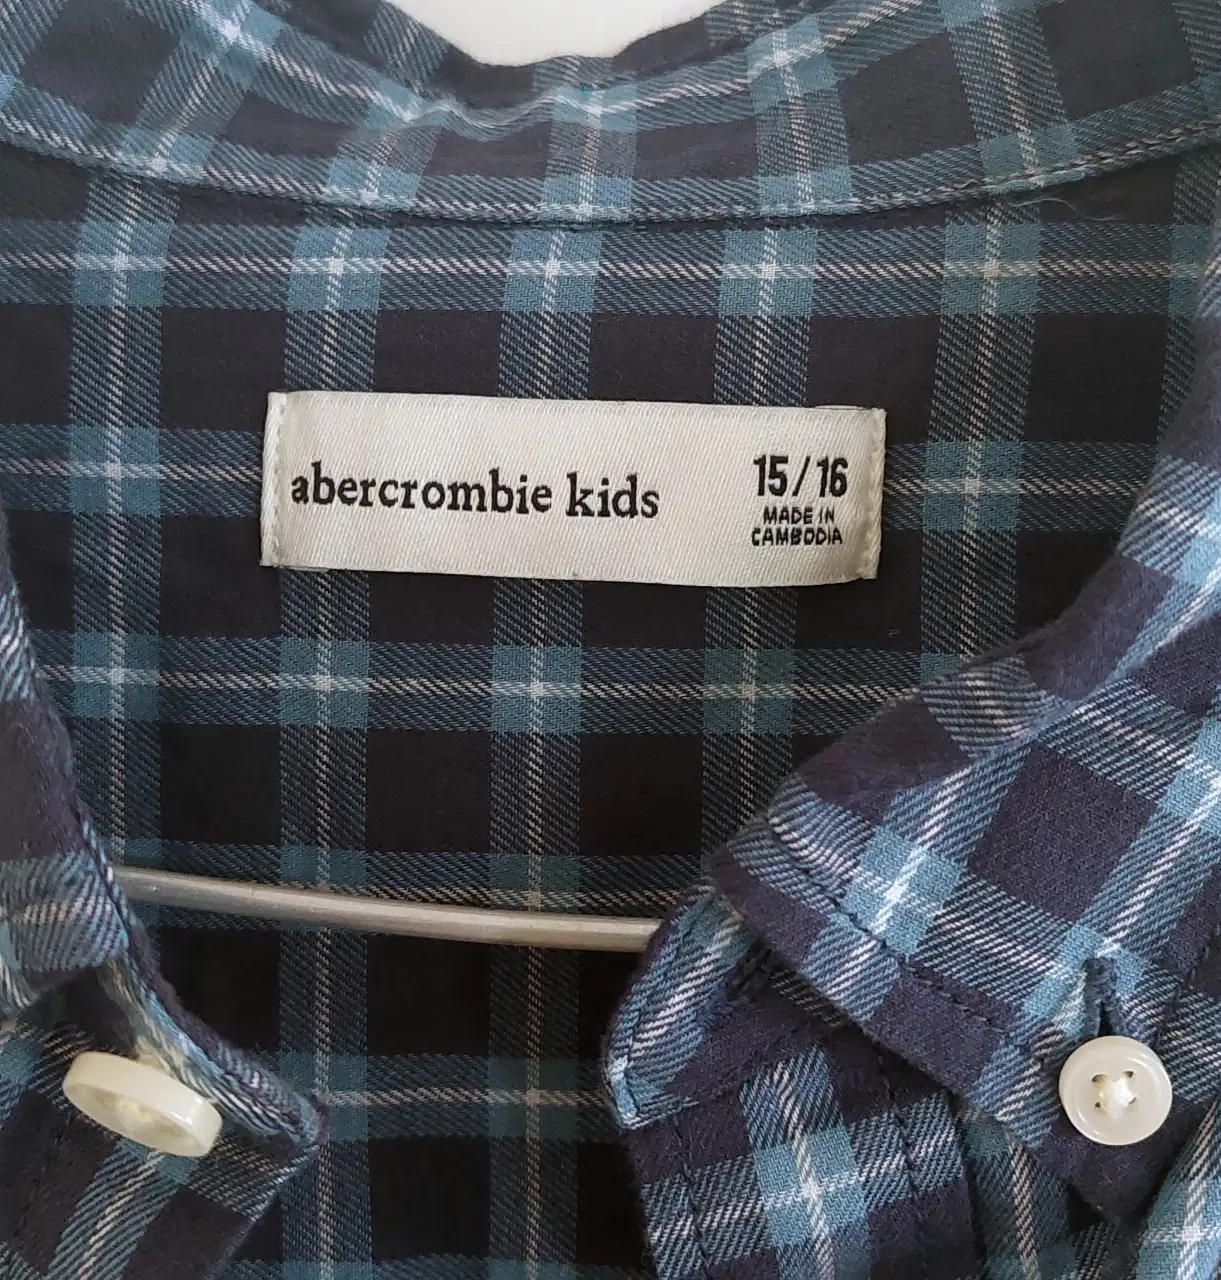 abercrombie kids
15/16
MADE IN
CAMBODIA